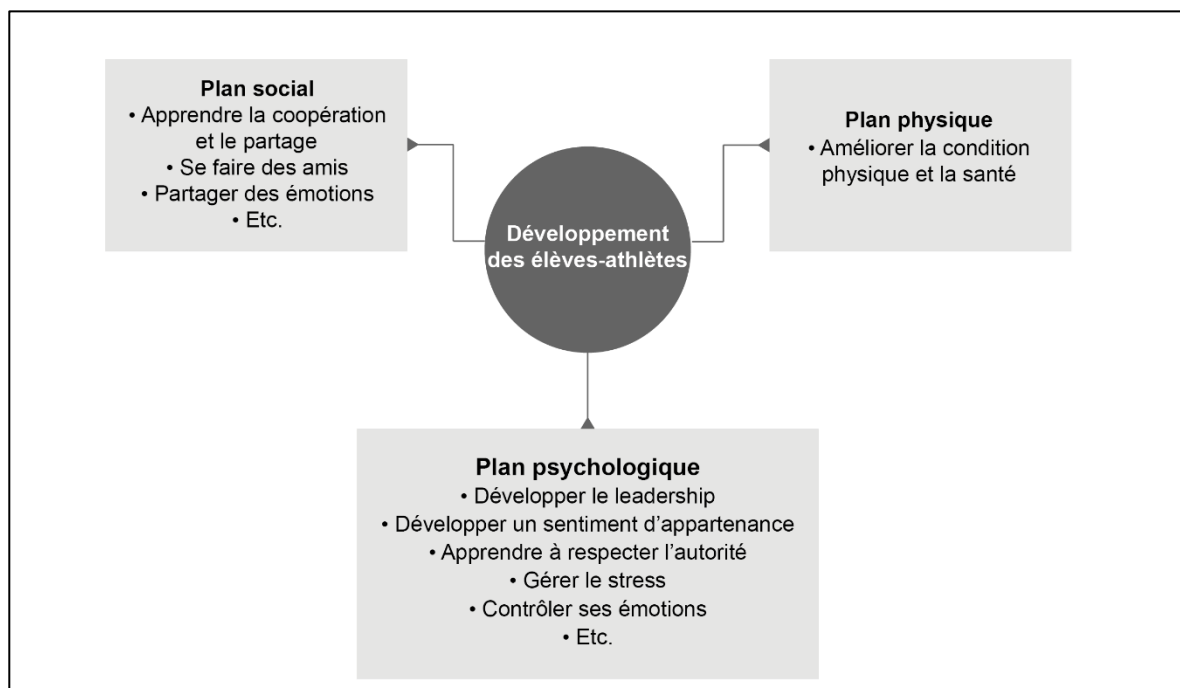 Plan social
• Apprendre la coopération
et le partage
• Se faire des amis
• Partager des émotions
• Etc.
Plan physique
• Améliorer la condition
physique et la santé
Développement
des élèves-athlètes
Plan psychologique
• Développer le leadership
• Développer un sentiment d’appartenance
• Apprendre à respecter l’autorité
• Gérer le stress
• Contrôler ses émotions
• Etc.